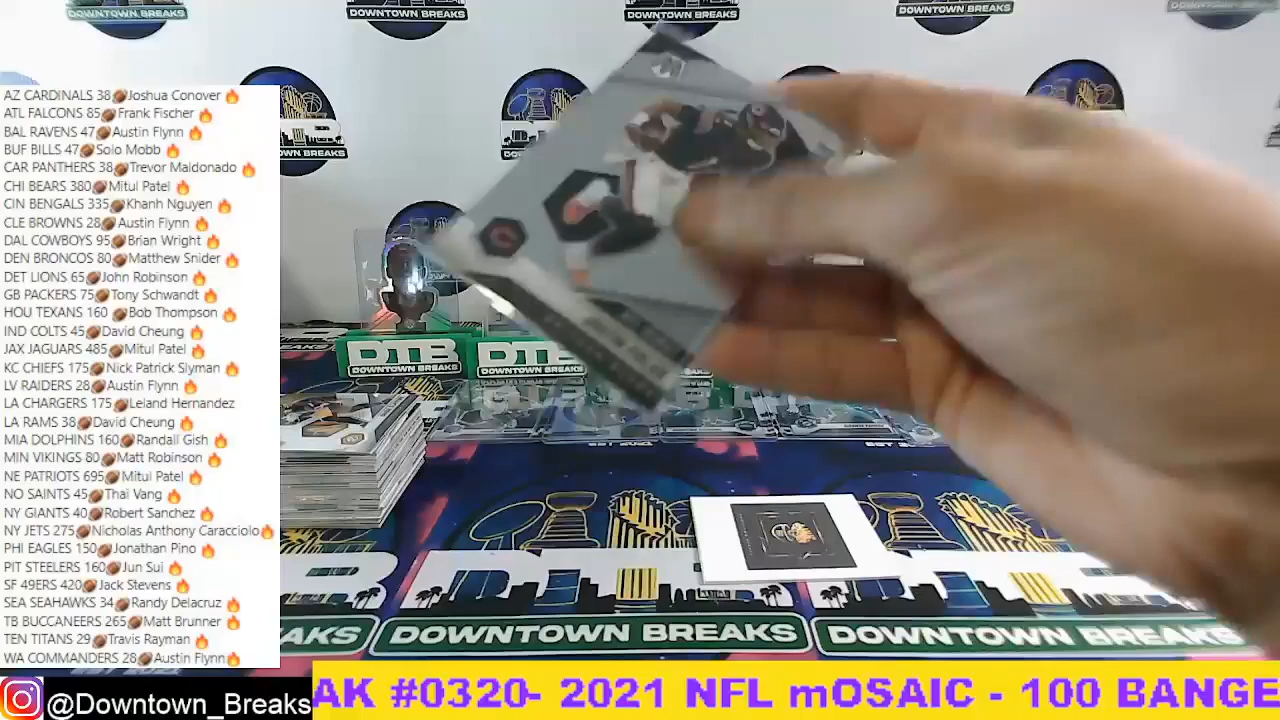 DOWNTOWN BREAKS
DOWNTOWN BREAKS
DOWNTOWN BREAKS
DOWNTOWN BREAKS
DOWNTOWN BREAKS
AZ CARDINALS 38🏈Joshua Conover 🔥
ATL FALCONS 85🏈Frank Fischer 🔥
BAL RAVENS 47🏈Austin Flynn 🔥
BUF BILLS 47🏈Solo Mobb 🔥
CAR PANTHERS 38🏈Trevor Maldonado 🔥
CHI BEARS 380🏈Mitul Patel 🔥
CIN BENGALS 335🏈Khanh Nguyen 🔥
CLE BROWNS 28🏈Austin Flynn 🔥
DAL COWBOYS 95🏈Brian Wright 🔥
DEN BRONCOS 80🏈Matthew Snider 🔥
DET LIONS 65🏈John Robinson 🔥
GB PACKERS 75🏈Tony Schwandt 🔥
HOU TEXANS 160 🏈Bob Thompson 🔥
IND COLTS 45🏈David Cheung 🔥
JAX JAGUARS 485🏈Mitul Patel 🔥
KC CHIEFS 175🏈Nick Patrick Slyman 🔥
LV RAIDERS 28🏈Austin Flynn 🔥
LA CHARGERS 175🏈Leland Hernandez
LA RAMS 38🏈David Cheung 🔥
MIA DOLPHINS 160🏈Randall Gish 🔥
MIN VIKINGS 80🏈Matt Robinson 🔥
NE PATRIOTS 695🏈Mitul Patel 🔥
NO SAINTS 45🏈Thai Vang 🔥
NY GIANTS 40🏈Robert Sanchez 🔥
NY JETS 275🏈Nicholas Anthony Caracciolo🔥
PHI EAGLES 150🏈Jonathan Pino 🔥
PIT STEELERS 160🏈Jun Sui 🔥
SF 49ERS 420🏈Jack Stevens 🔥
SEA SEAHAWKS 34🏈Randy Delacruz 🔥
TB BUCCANEERS 265🏈Matt Brunner 🔥
TEN TITANS 29🏈Travis Rayman 🔥
WA COMMANDERS 28🏈Austin Flynn🔥
DTB
DOWNTOWN BREAKS
DTB
DOWNTOWN BREAKS
AKS
DOWNTOWN BREAKS
DOWNTOWN BREAKS
@Downtown_Breaks
AK #0320- 2021 NFL mOSAIC - 100 BANGE